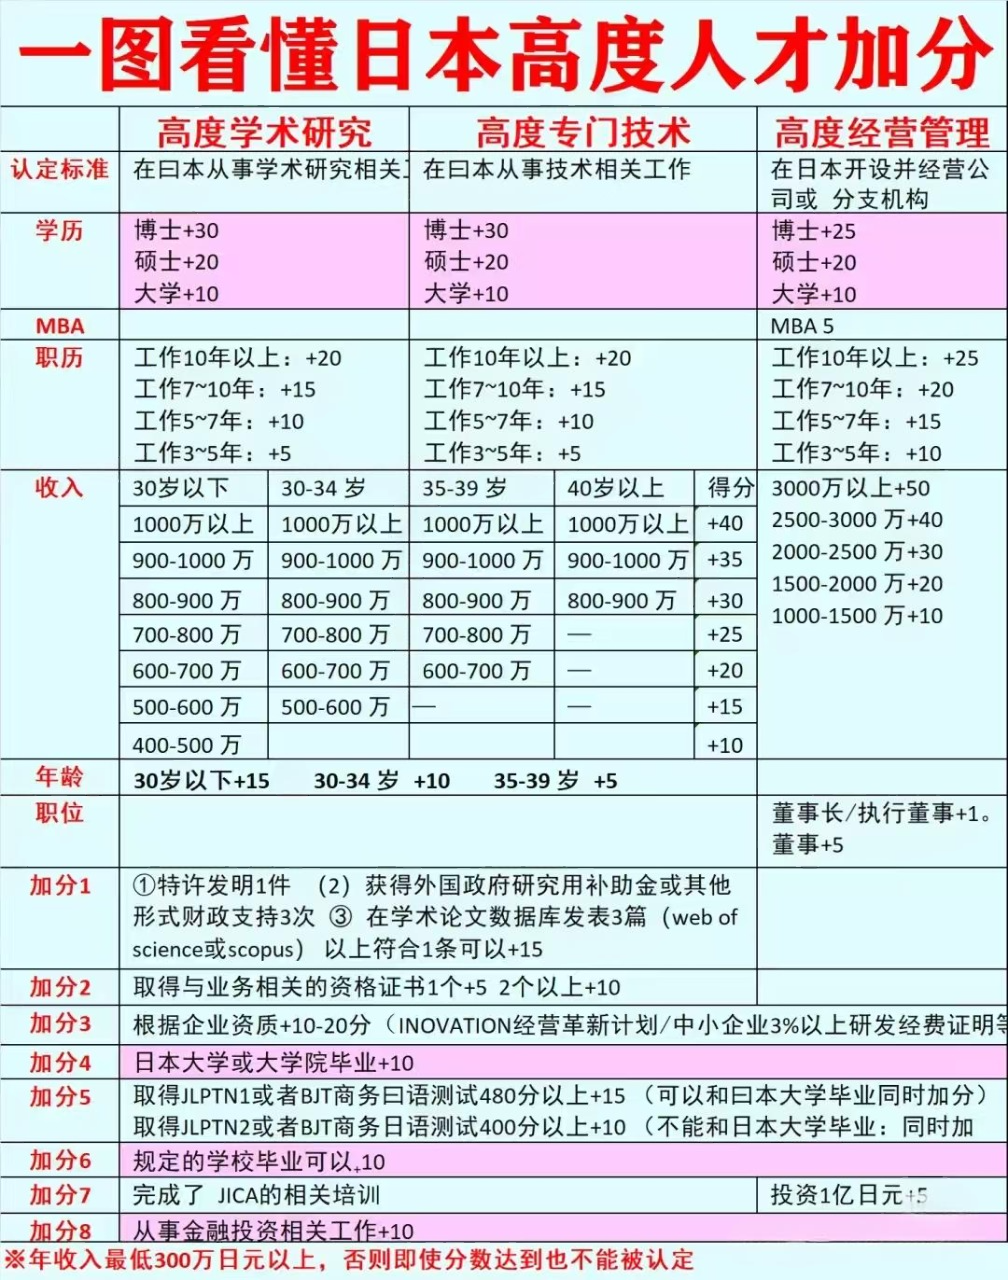 一图看懂日本高度人才加分
高度学术研究 高度专门技术 高度经营管理
认定标准 在曰本从事学术研究相关 在曰本从事技术相关工作 在日本开设并经营公
司或 分支机构
学历 博士+30 博士+30 博士+25
硕士+20 硕士+20 硕士+20
大学+10 大学+10 大学+10
MBA MBA 5
职历 工作10年以上：+20 工作10年以上：+20 工作10年以上：+25
工作7~10年：+15 工作7~10年：+15 工作7~10年：+20
工作5~7年：+10 工作5~7年：+10 工作5~7年：+15
工作3~5年：+5 工作3~5年：+5 工作3~5年：+10
收入 30岁以下 30-34 岁 35-39 岁 40岁以上 得分 3000万以上+50
1000万以上 1000万以上 1000万以上 1000万以上 +40 2500-3000 万+40
900-1000 万 900-1000 万 900-1000 万 900-1000 万 +35 2000-2500 万+30
800-900 万 800-900 万 800-900 万 800-900 万 +30 1500-2000 万+20
700-800 万 700-800 万 700-800 万 — +25 1000-1500 万+10
600-700 万 600-700 万 600-700 万 — +20
500-600 万 500-600 万 — — +15
400-500 万 +10
年龄 30岁以下+15 30-34 岁 +10 35-39 岁 +5
职位 董事长/执行董事+1。
董事+5
加分1 ①特许发明1件 （2）获得外国政府研究用补助金或其他
形式财政支持3次 ③ 在学术论文数据库发表3篇（web of
science或scopus） 以上符合1条可以+15
加分2 取得与业务相关的资格证书1个+5 2个以上+10
加分3 根据企业资质+10-20分（INOVATION经营革新计划/中小企业3%以上研发经费证明等
加分4 日本大学或大学院毕业+10
加分5 取得JLPTN1或者BJT商务曰语测试480分以上+15（可以和曰本大学毕业同时加分）
取得JLPTN2或者BJT商务日语测试400分以上+10（不能和日本大学毕业：同时加
加分6 规定的学校毕业可以+10
加分7 完成了 JICA的相关培训 投资1亿日元+5
加分8 从事金融投资相关工作+10
※年收入最低300万日元以上，否则即使分数达到也不能被认定